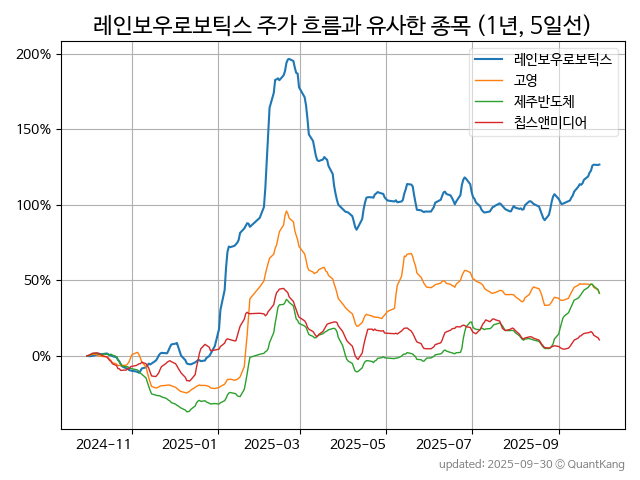 레인보우로보틱스 주가 흐름과 유사한 종목 (1년, 5일선)
200%
150%
100%
50%
0%
레인보우로보틱스
고영
제주반도체
칩스앤미디어
2024-11
2025-01
2025-03
2025-05
2025-07
2025-09
updated: 2025-09-30 © QuantKang